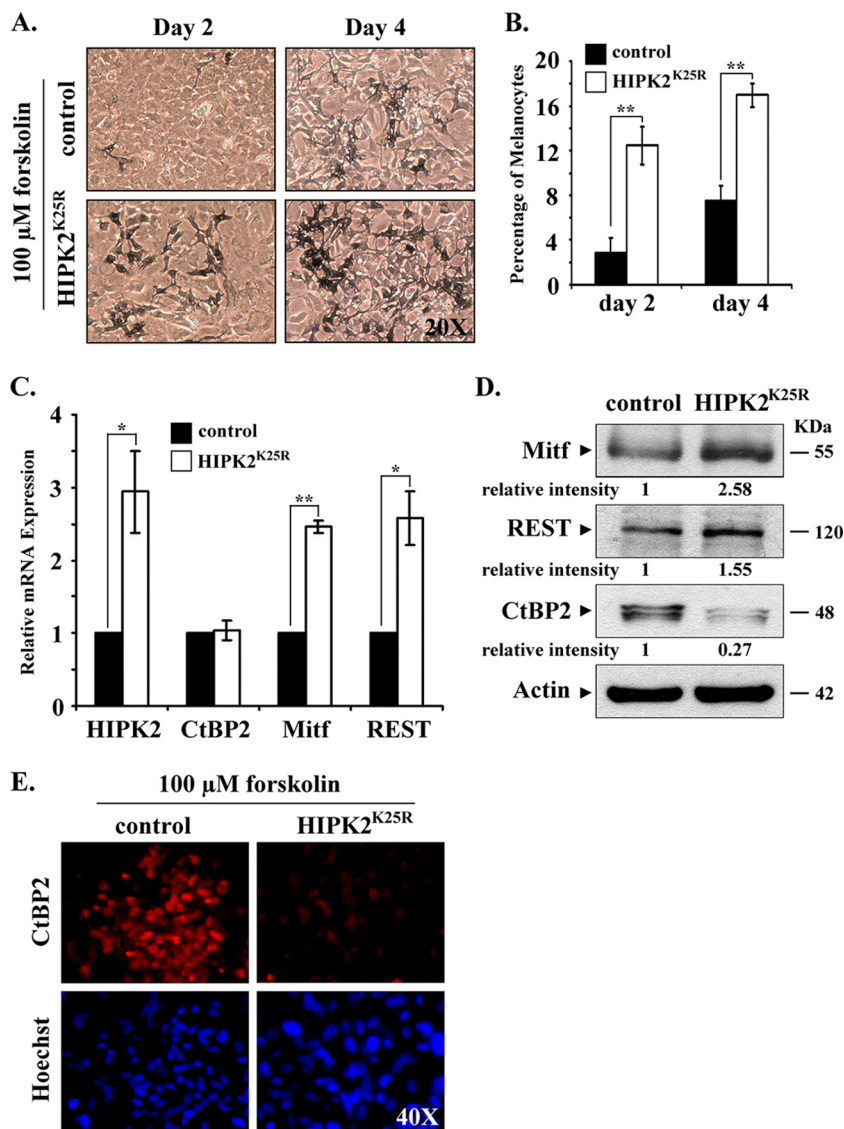 A.
Day 2 Day 4
100 µM forskolin
control
HIPK2K25R
20X
B.
control
HIPK2K25R
Percentage of Melanocytes
20
16
12
8
4
0
**
**
day 2 day 4
C.
control
HIPK2K25R
Relative mRNA Expression
4
3
2
1
0
*
**
*
HIPK2 CtBP2 Mitf REST
D.
control HIPK2K25R
KDa
Mitf 55
relative intensity 1 2.58
REST 120
relative intensity 1 1.55
CtBP2 48
relative intensity 1 0.27
Actin 42
E.
100 µM forskolin
control HIPK2K25R
CtBP2
Hoechst
40X